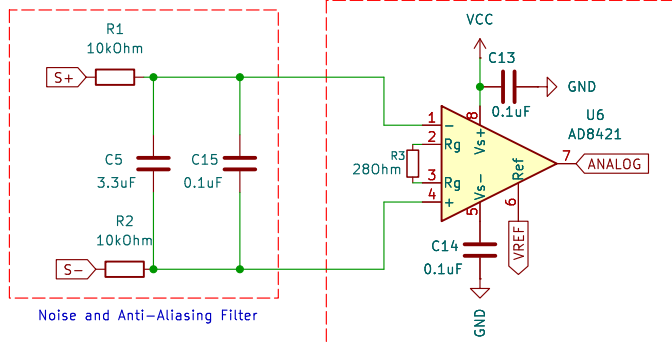 R1
10kOhm
S+
C5
3.3uF
C15
0.1uF
R2
10kOhm
S-
Noise and Anti-Aliasing Filter
VCC
C13
0.1uF
GND
U6
AD8421
1
-
2
Rg
R3
28Ohm
3
Rg
4
+
8
Vs+
Vs-
5
Ref
6
7
ANALOG
VREF
C14
0.1uF
GND